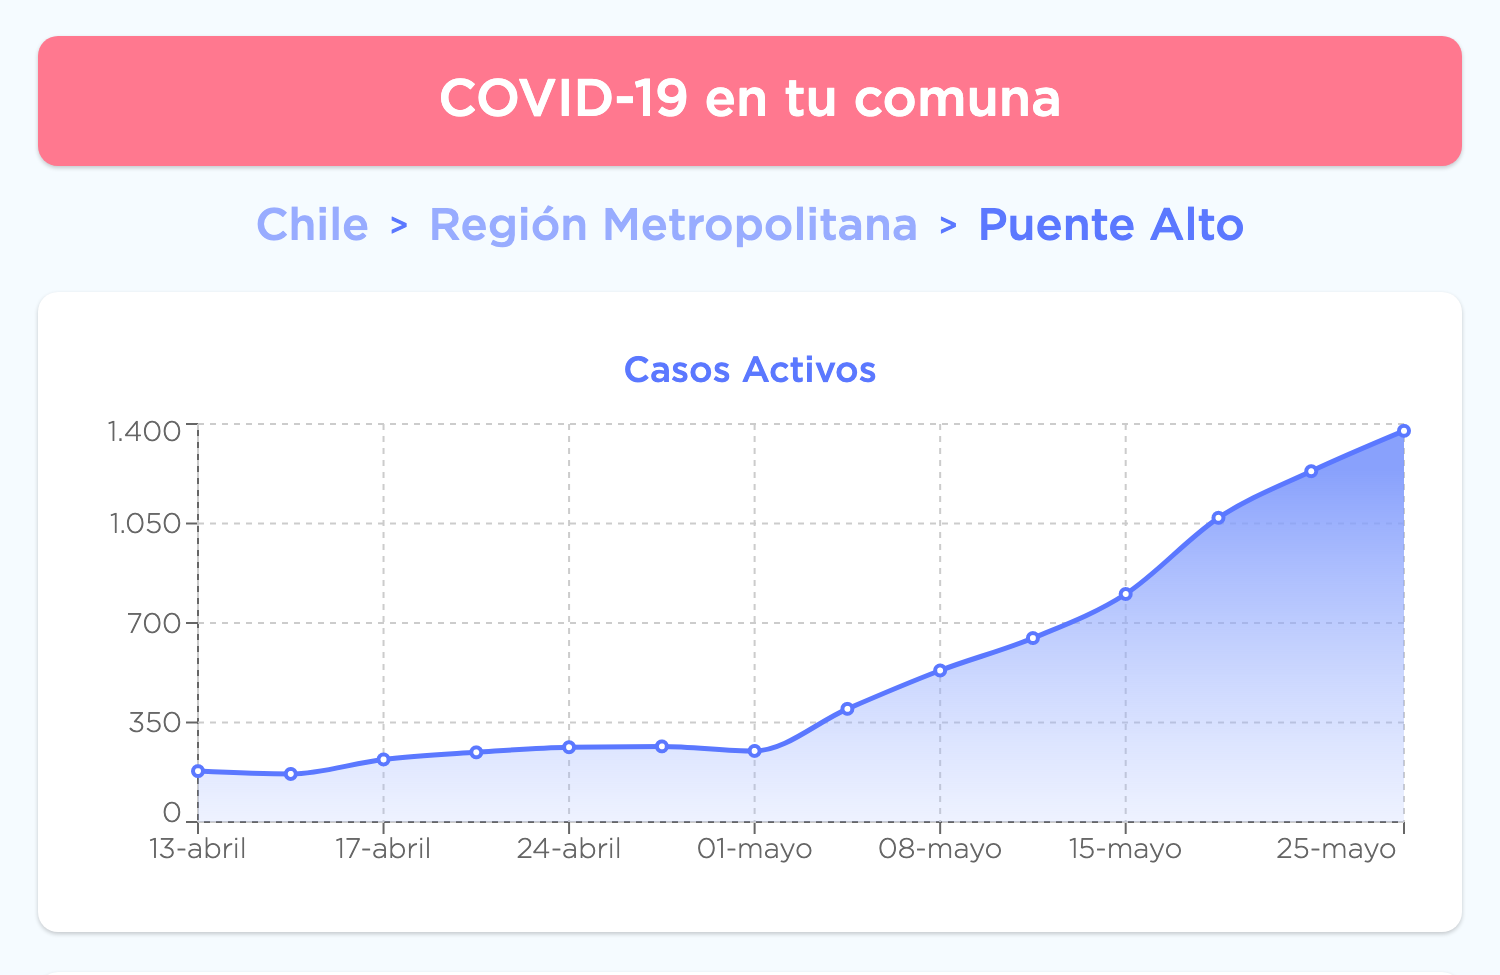 COVID-19 en tu comuna
Chile > Región Metropolitana > Puente Alto
Casos Activos
1.400
1.050
700
350
0
13-abril 17-abril 24-abril 01-mayo 08-mayo 15-mayo 25-mayo